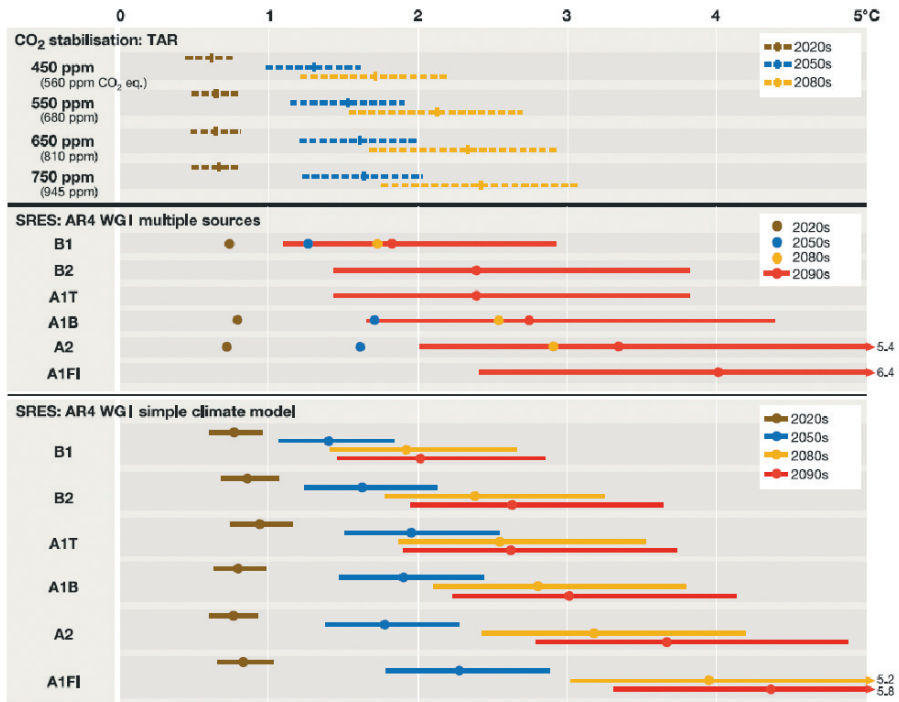 0 1 2 3 4 5°C
CO₂ stabilisation: TAR
450 ppm
(560 ppm CO₂ eq.)
550 ppm
(680 ppm)
650 ppm
(810 ppm)
750 ppm
(945 ppm)
2020s
2050s
2080s
SRES: AR4 WG1 multiple sources
B1
B2
A1T
A1B
A2
A1FI
2020s
2050s
2080s
2090s
5.4
6.4
SRES: AR4 WG1 simple climate model
B1
B2
A1T
A1B
A2
A1FI
2020s
2050s
2080s
2090s
5.2
5.8